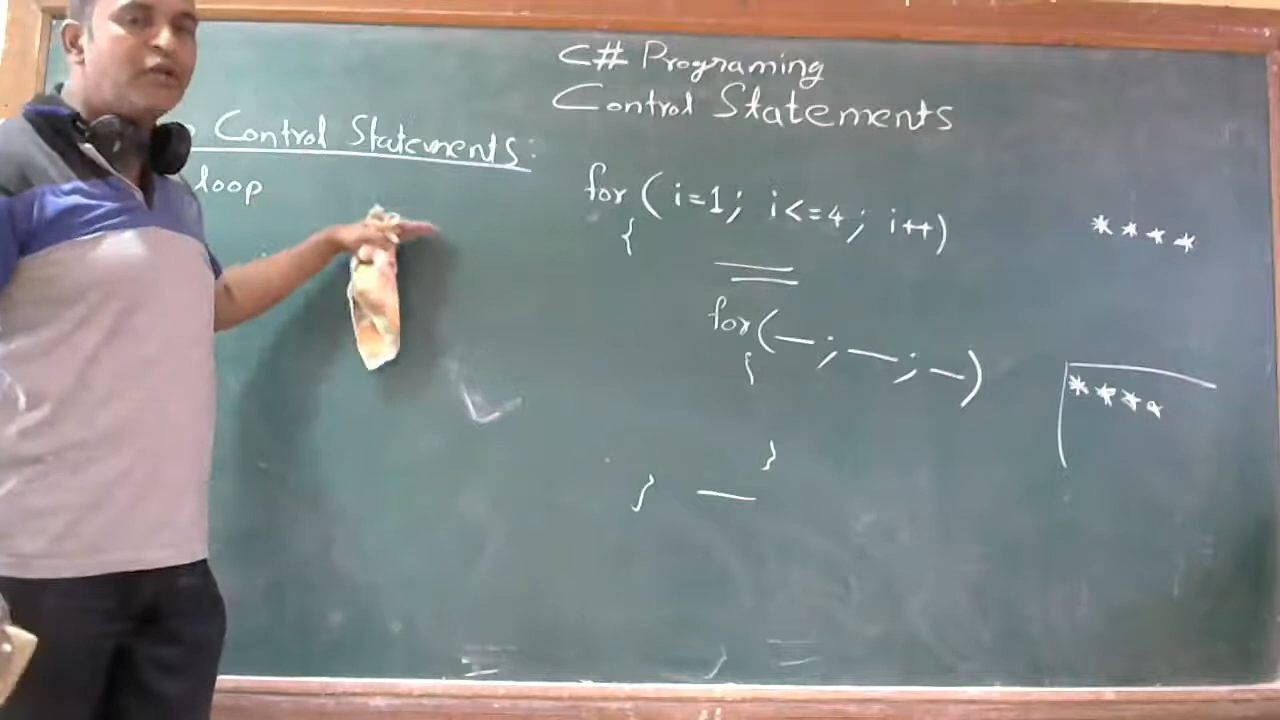 C# Programing
Control Statements
Control Statements:
loop
for ( i=1; i<=4; i++)
{
* * * *
for( — ; — ; — )
{
* * * *
}
} —